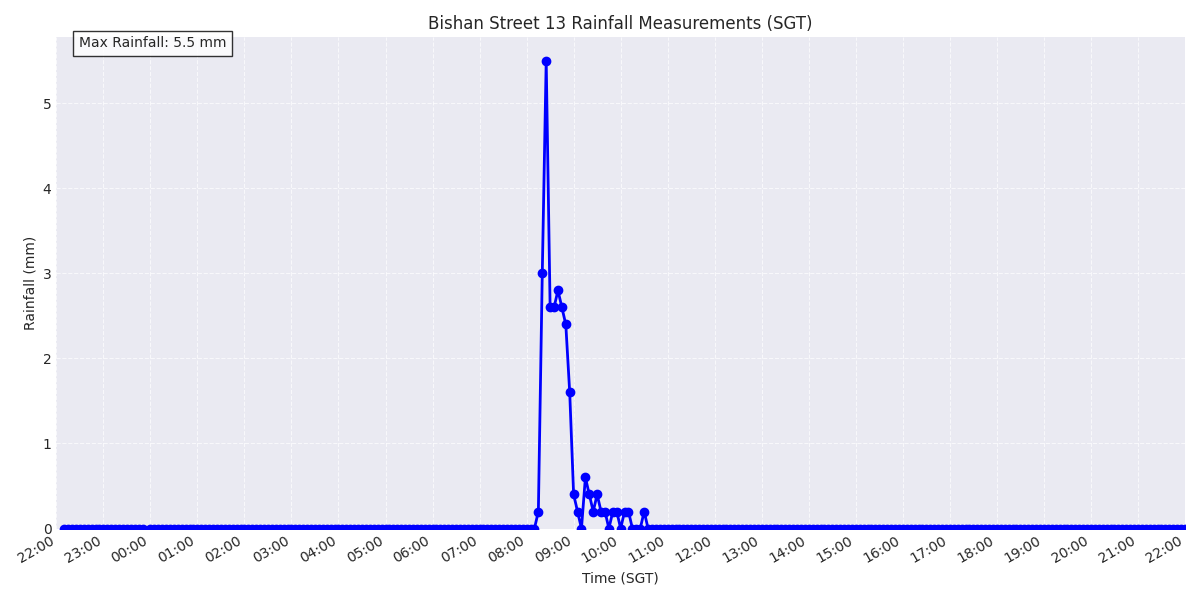 Bishan Street 13 Rainfall Measurements (SGT)
Max Rainfall: 5.5 mm
Rainfall (mm)
5
4
3
2
1
0
22:00 23:00 00:00 01:00 02:00 03:00 04:00 05:00 06:00 07:00 08:00 09:00 10:00 11:00 12:00 13:00 14:00 15:00 16:00 17:00 18:00 19:00 20:00 21:00 22:00
Time (SGT)